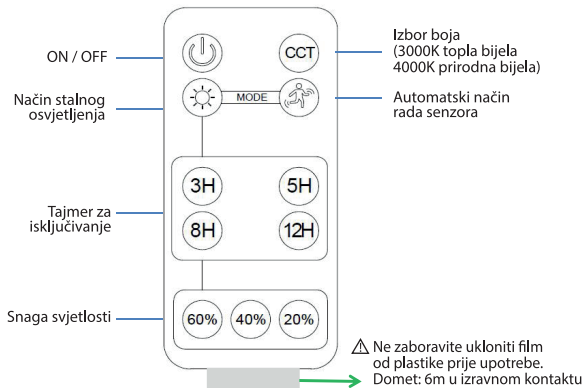 ON / OFF
CCT
Izbor boja
(3000K topla bijela
4000K prirodna bijela)
Način stalnog
osvjetljenja
MODE
Automatski način
rada senzora
3H
5H
Tajmer za
isključivanje
8H
12H
Snaga svjetlosti
60%
40%
20%
Ne zaboravite ukloniti film
od plastike prije upotrebe.
Domet: 6m u izravnom kontaktu